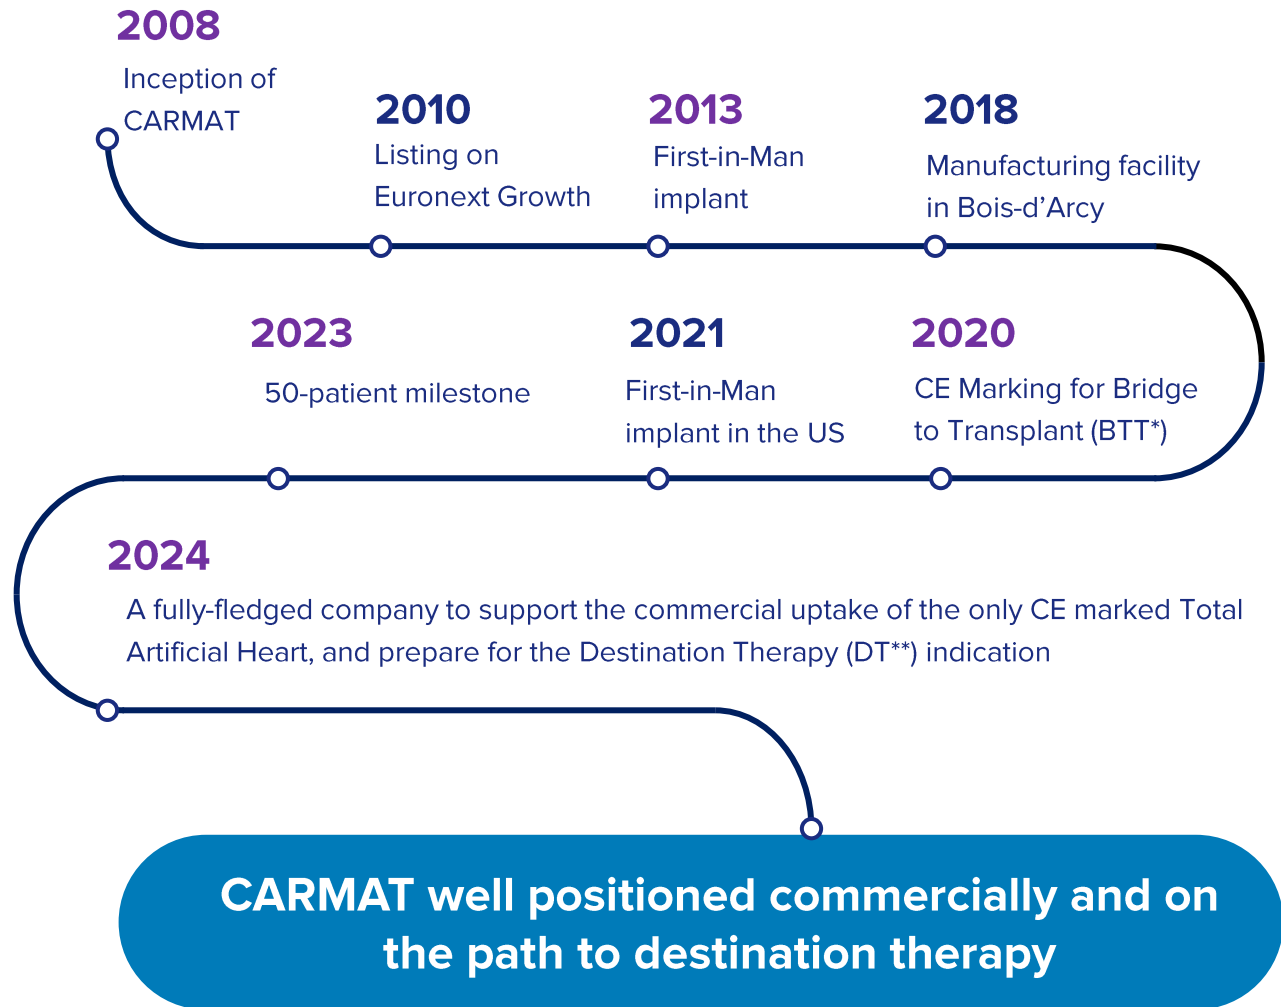 2008
Inception of
CARMAT
2010
Listing on
Euronext Growth
2013
First-in-Man
implant
2018
Manufacturing facility
in Bois-d’Arcy
2020
CE Marking for Bridge
to Transplant (BTT*)
2021
First-in-Man
implant in the US
2023
50-patient milestone
2024
A fully-fledged company to support the commercial uptake of the only CE marked Total
Artificial Heart, and prepare for the Destination Therapy (DT**) indication
CARMAT well positioned commercially and on
the path to destination therapy